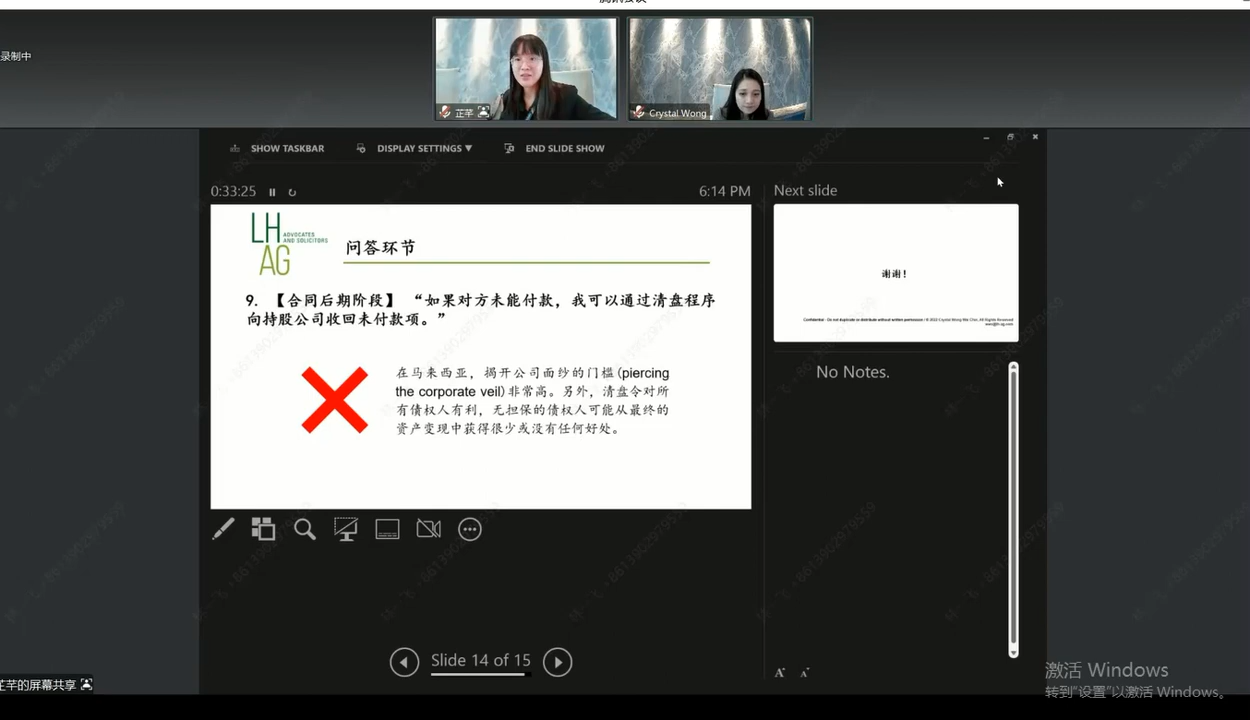 录制中
芷芊
Crystal Wong
SHOW TASKBAR
DISPLAY SETTINGS ▼
END SLIDE SHOW
0:33:25
6:14 PM
Next slide
LH
AG
ADVOCATES
AND SOLICITORS
问答环节
9. 【合同后期阶段】 “如果对方未能付款，我可以通过清盘程序
向持股公司收回未付款项。”
在马来西亚，揭开公司面纱的门槛(piercing
the corporate veil)非常高。另外，清盘令对所
有债权人有利，无担保的债权人可能从最终的
资产变现中获得很少或没有任何好处。
谢谢！
No Notes.
Slide 14 of 15
芷芊的屏幕共享
激活 Windows
转到"设置"以激活 Windows。